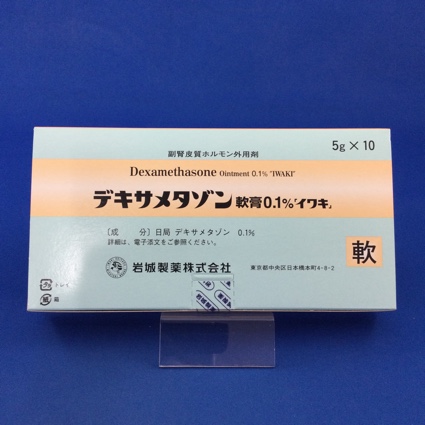 5g × 10
副腎皮質ホルモン外用剤
Dexamethasone Ointment 0.1% "IWAKI"
デキサメタゾン 軟膏0.1%「イワキ」
〔成　分〕日局 デキサメタゾン 0.1%
詳細は、電子添文をご参照ください。
軟
岩城製薬株式会社
東京都中央区日本橋本町4-8-2
トレイ
箱